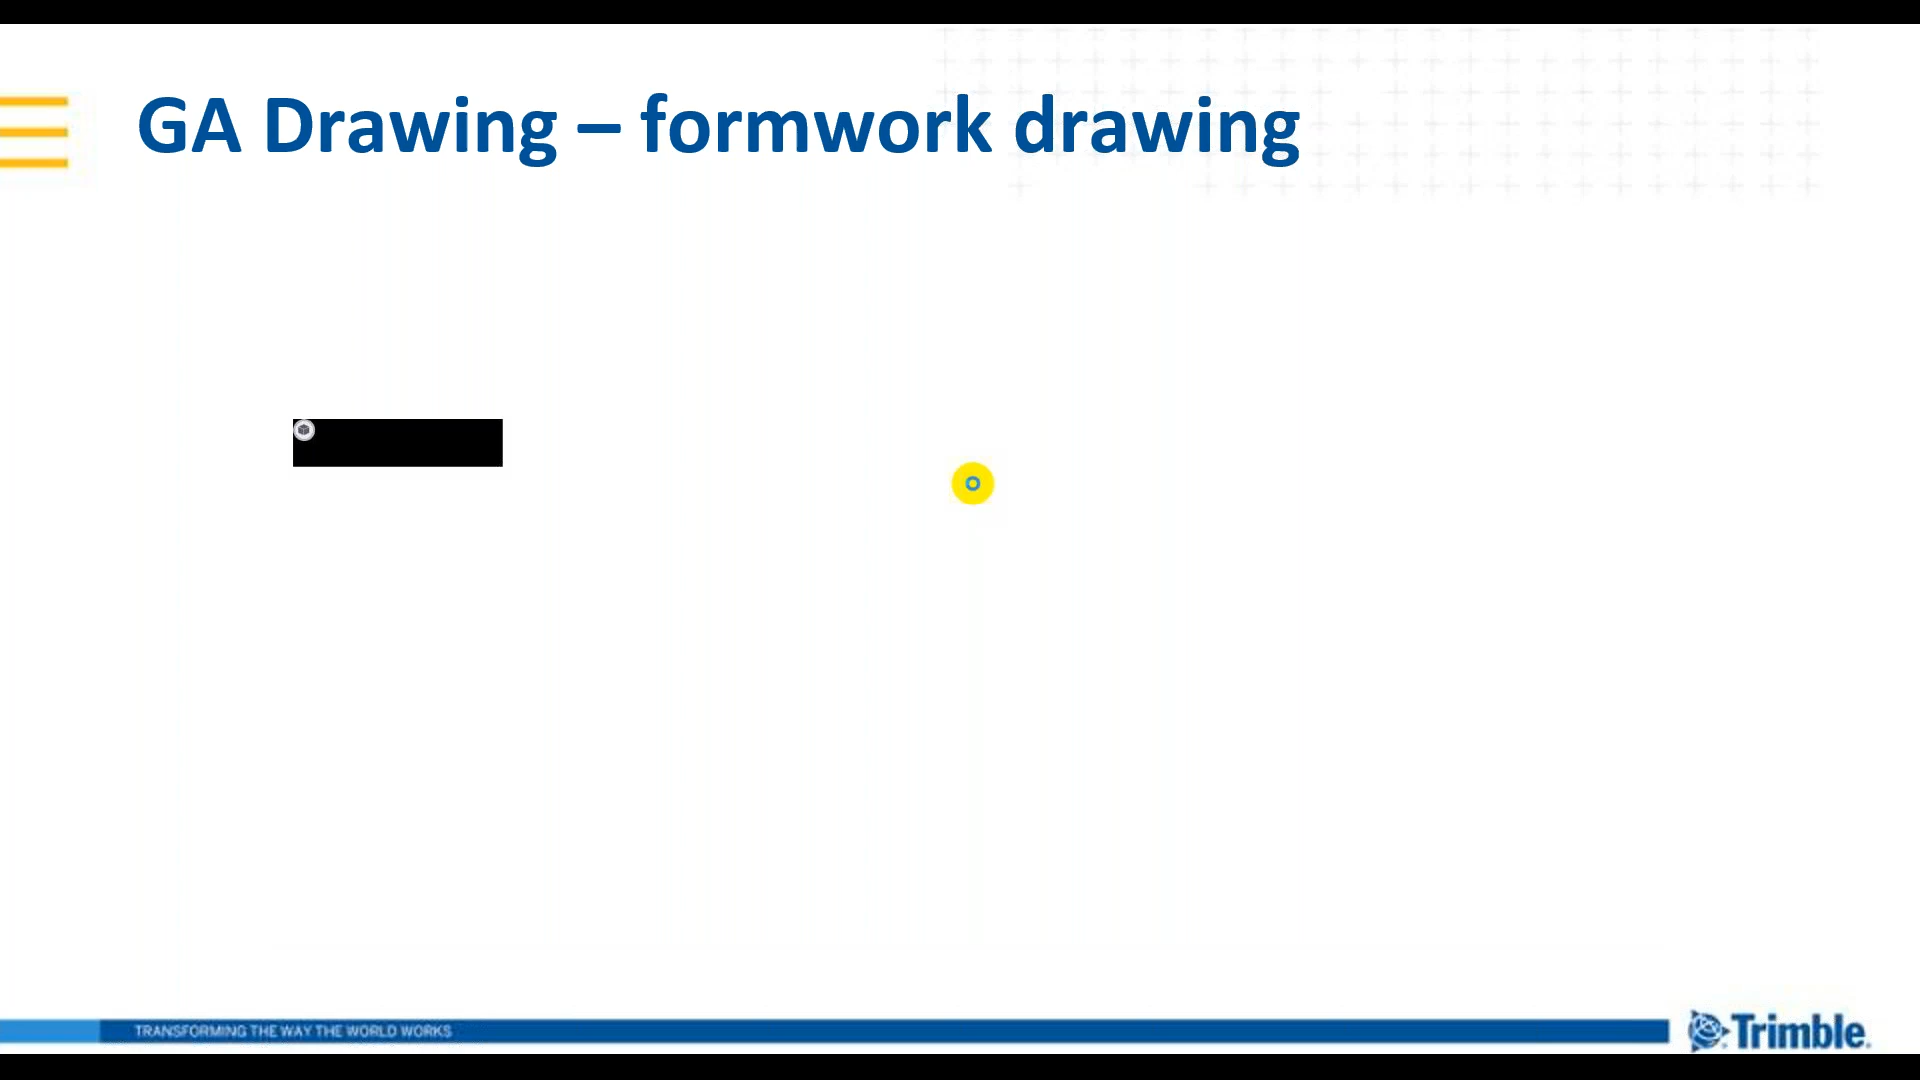 GA Drawing – formwork drawing
TRANSFORMING THE WAY THE WORLD WORKS
Trimble